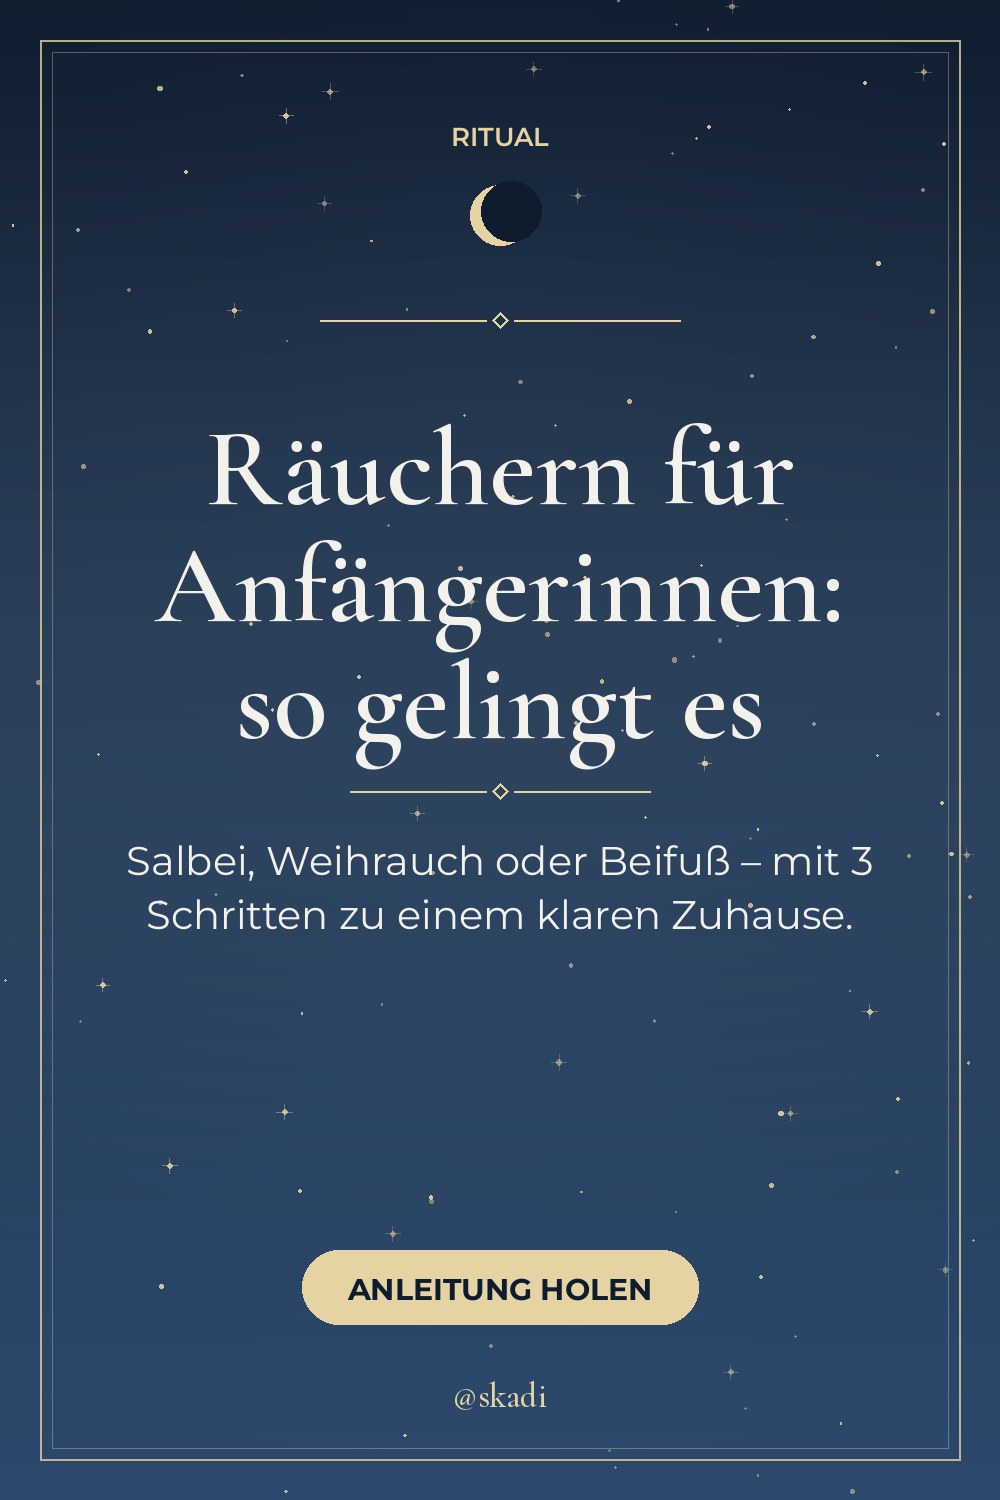 RITUAL
Räuchern für
Anfängerinnen:
so gelingt es
Salbei, Weihrauch oder Beifuß – mit 3
Schritten zu einem klaren Zuhause.
ANLEITUNG HOLEN
@skadi